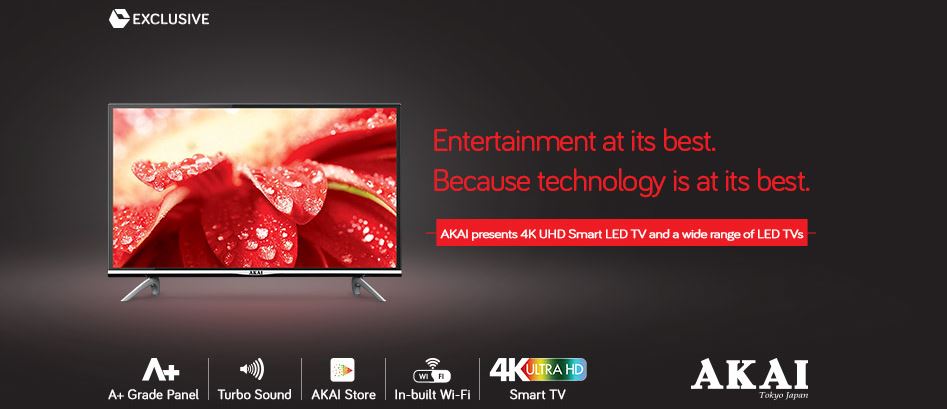 EXCLUSIVE
Entertainment at its best.
Because technology is at its best.
AKAI presents 4K UHD Smart LED TV and a wide range of LED TVs
AKAI
A+
A+ Grade Panel
Turbo Sound
AKAI Store
Wi Fi
In-built Wi-Fi
4K ULTRA HD
Smart TV
AKAI
Tokyo Japan